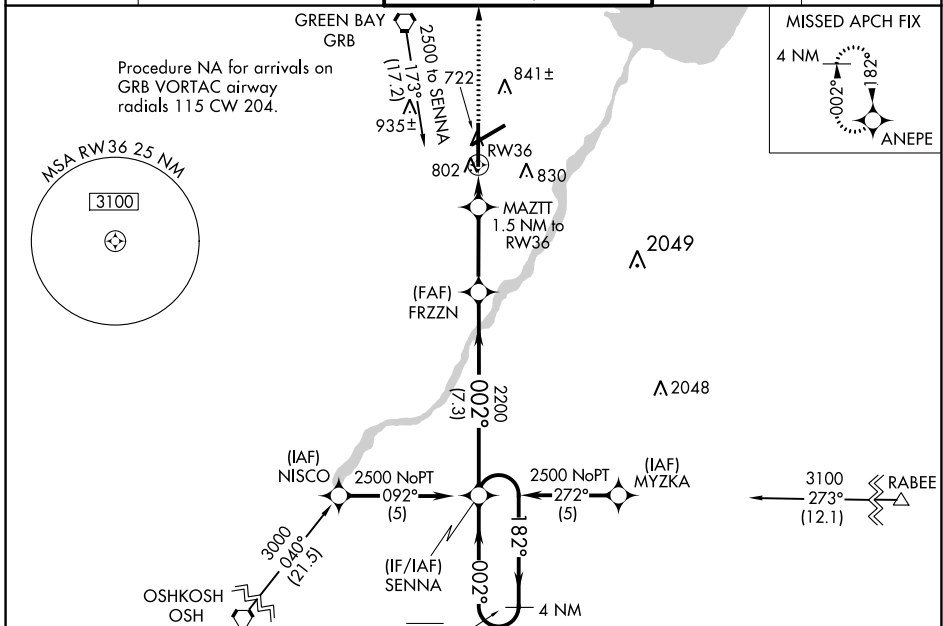 GREEN BAY
GRB
2500 to SENNA
173°
(17.2)
Procedure NA for arrivals on
GRB VORTAC airway
radials 115 CW 204.
722
841±
935±
MISSED APCH FIX
4 NM
002°
182°
ANEPE
MSA RW36 25 NM
3100
RW36
802
830
MAZTT
1.5 NM to
RW36
2049
(FAF)
FRZZN
2200
002°
(7.3)
2048
(IAF)
NISCO
2500 NoPT
092°
(5)
2500 NoPT
272°
(5)
(IAF)
MYZKA
3100
273°
(12.1)
RABEE
3000
040°
(21.5)
(IF/IAF)
SENNA
002°
182°
4 NM
OSHKOSH
OSH